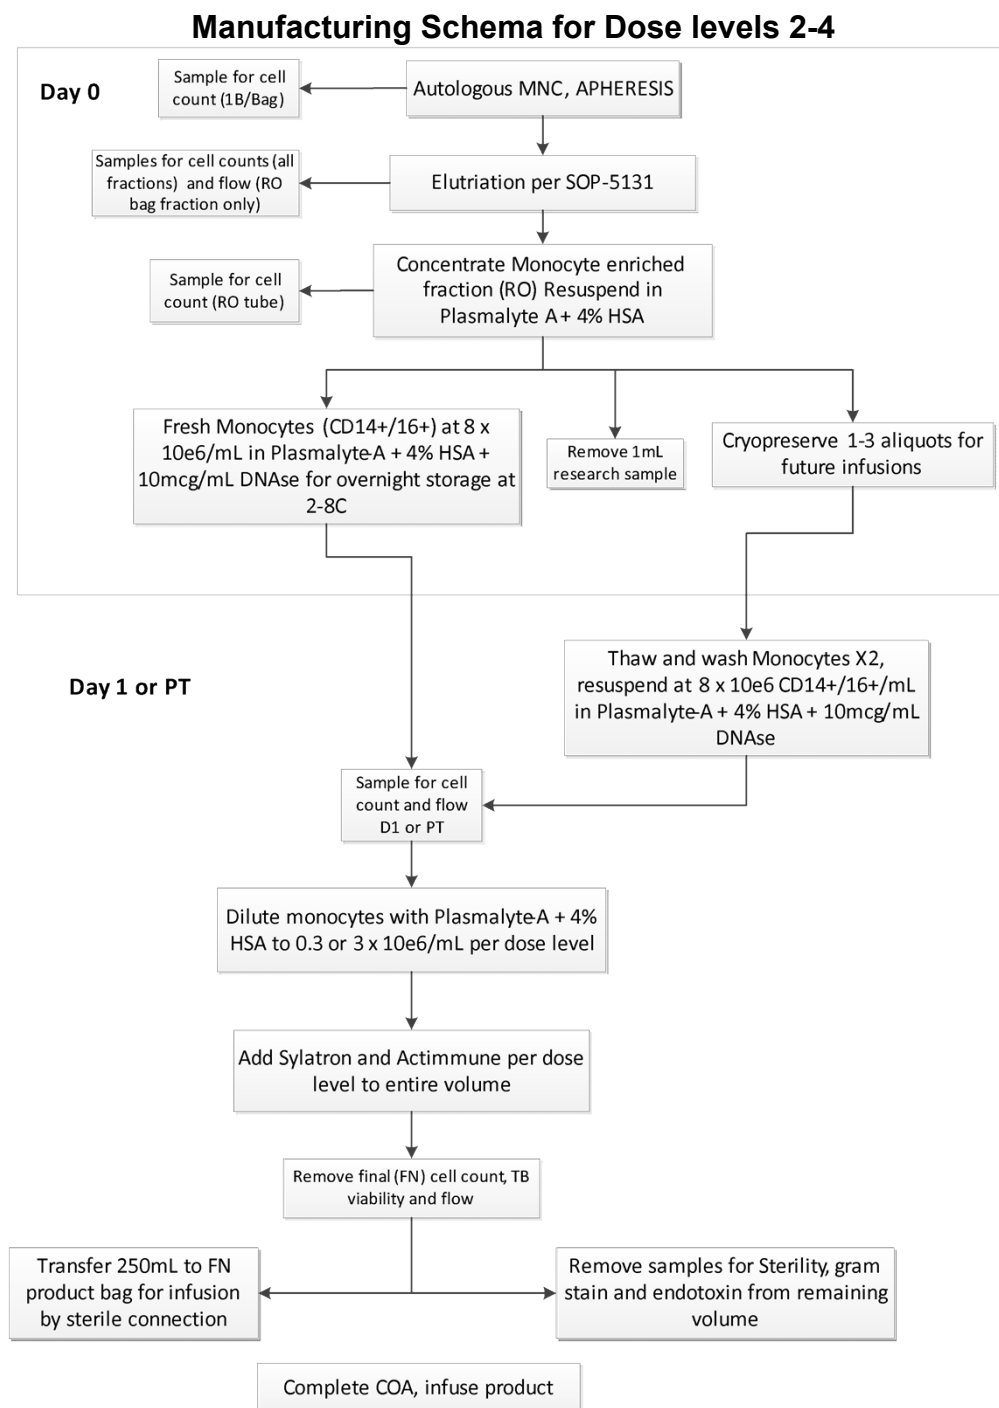 Manufacturing Schema for Dose levels 2-4
Day 0
Sample for cell
count (1B/Bag)
Autologous MNC, APHERESIS
Samples for cell counts (all
fractions) and flow (RO
bag fraction only)
Elutriation per SOP-5131
Sample for cell
count (RO tube)
Concentrate Monocyte enriched
fraction (RO) Resuspend in
Plasmalyte A + 4% HSA
Fresh Monocytes (CD14+/16+) at 8 x
10e6/mL in Plasmalyte-A + 4% HSA +
10mcg/mL DNAse for overnight storage at
2-8C
Remove 1mL
research sample
Cryopreserve 1-3 aliquots for
future infusions
Day 1 or PT
Thaw and wash Monocytes X2,
resuspend at 8 x 10e6 CD14+/16+/mL
in Plasmalyte-A + 4% HSA + 10mcg/mL
DNAse
Sample for cell
count and flow
D1 or PT
Dilute monocytes with Plasmalyte-A + 4%
HSA to 0.3 or 3 x 10e6/mL per dose level
Add Sylatron and Actimmune per dose
level to entire volume
Remove final (FN) cell count, TB
viability and flow
Transfer 250mL to FN
product bag for infusion
by sterile connection
Remove samples for Sterility, gram
stain and endotoxin from remaining
volume
Complete COA, infuse product